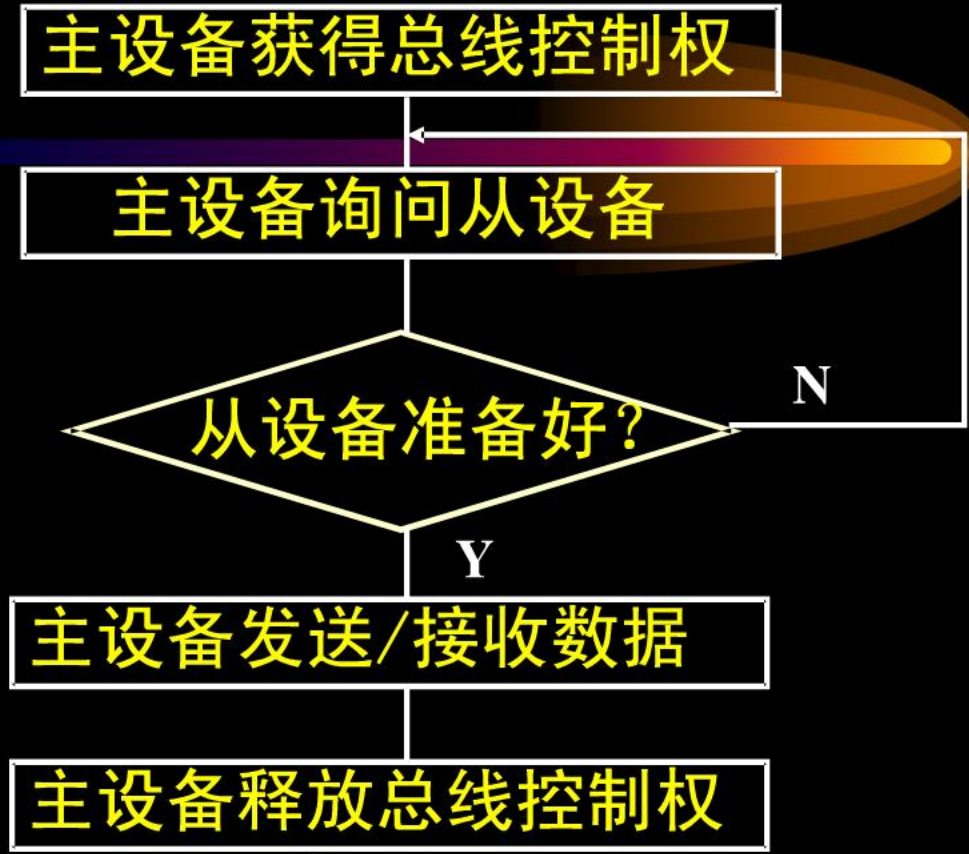 主设备获得总线控制权
主设备询问从设备
从设备准备好？
N
Y
主设备发送/接收数据
主设备释放总线控制权